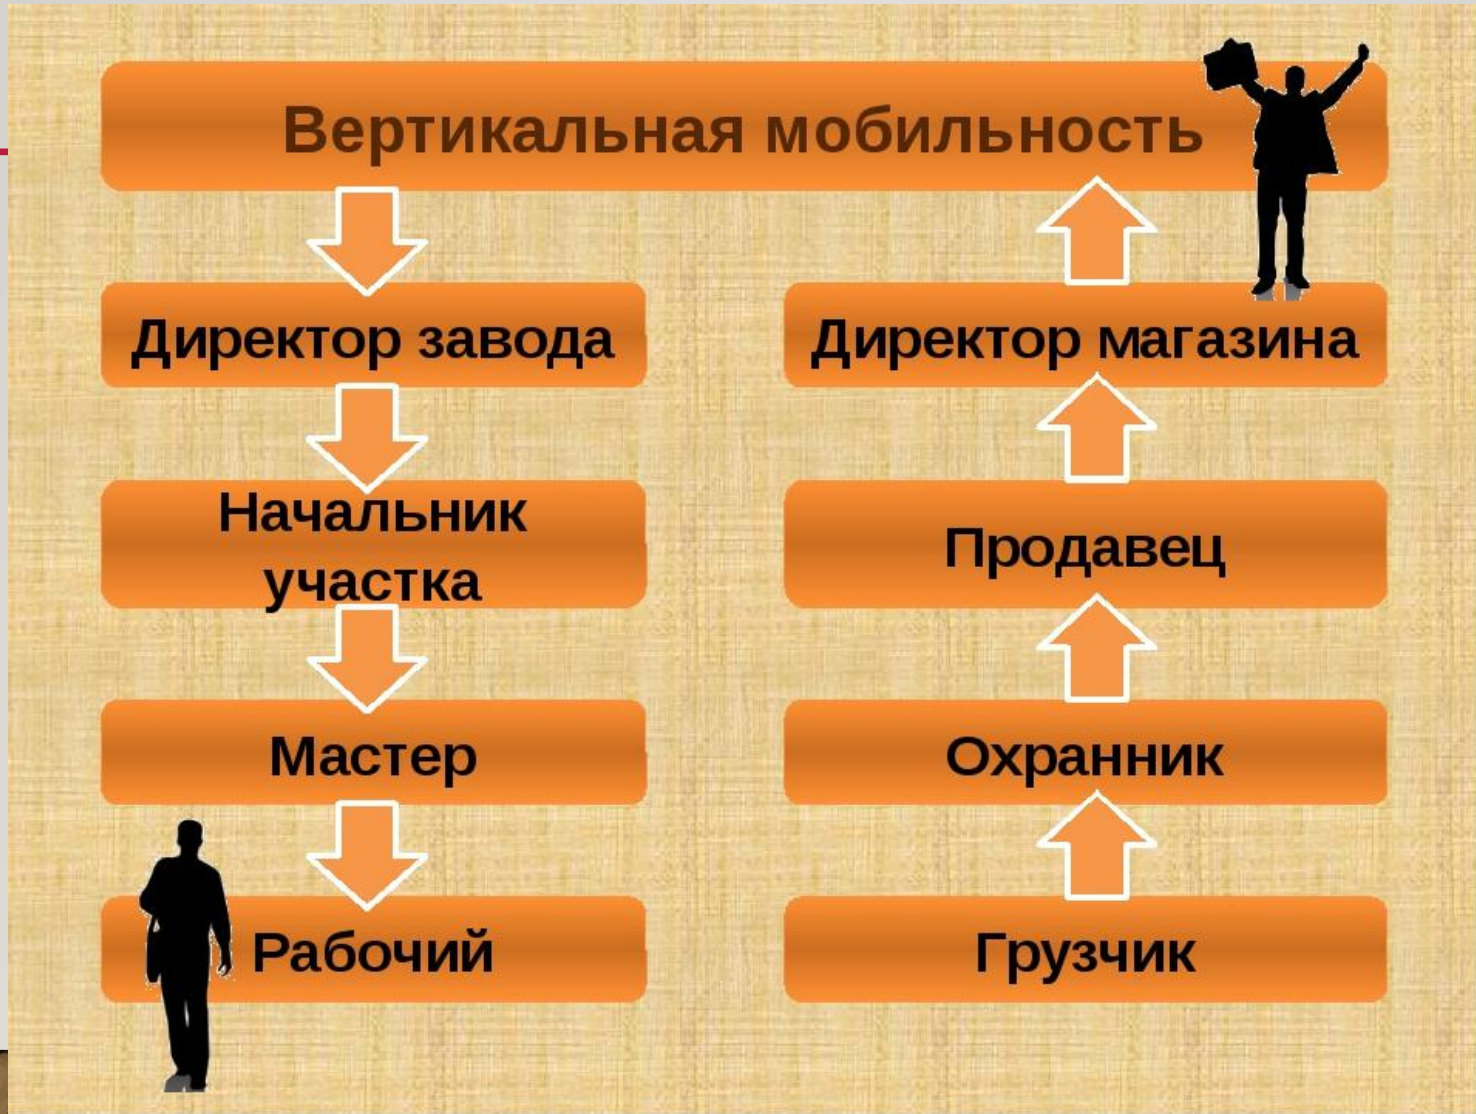 Вертикальная мобильность
Директор завода
Начальник
участка
Мастер
Рабочий
Директор магазина
Продавец
Охранник
Грузчик